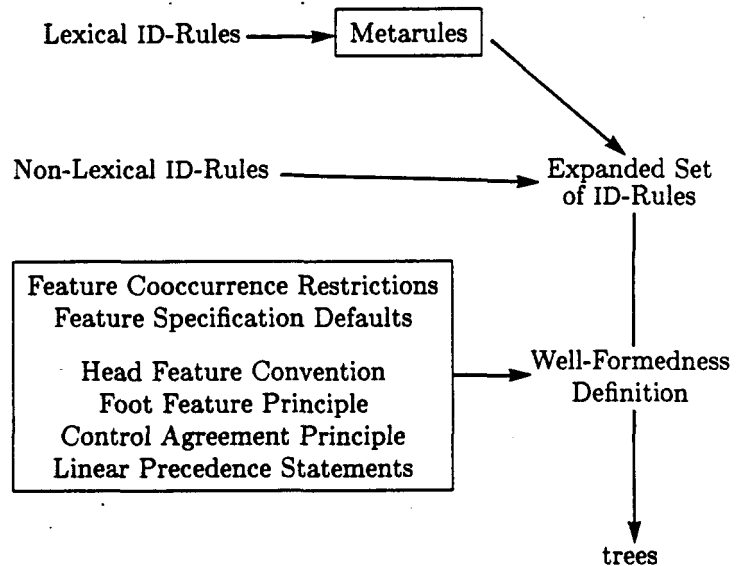 Lexical ID-Rules
Metarules
Non-Lexical ID-Rules
Expanded Set
of ID-Rules
Feature Cooccurrence Restrictions
Feature Specification Defaults
Head Feature Convention
Foot Feature Principle
Control Agreement Principle
Linear Precedence Statements
Well-Formedness
Definition
trees